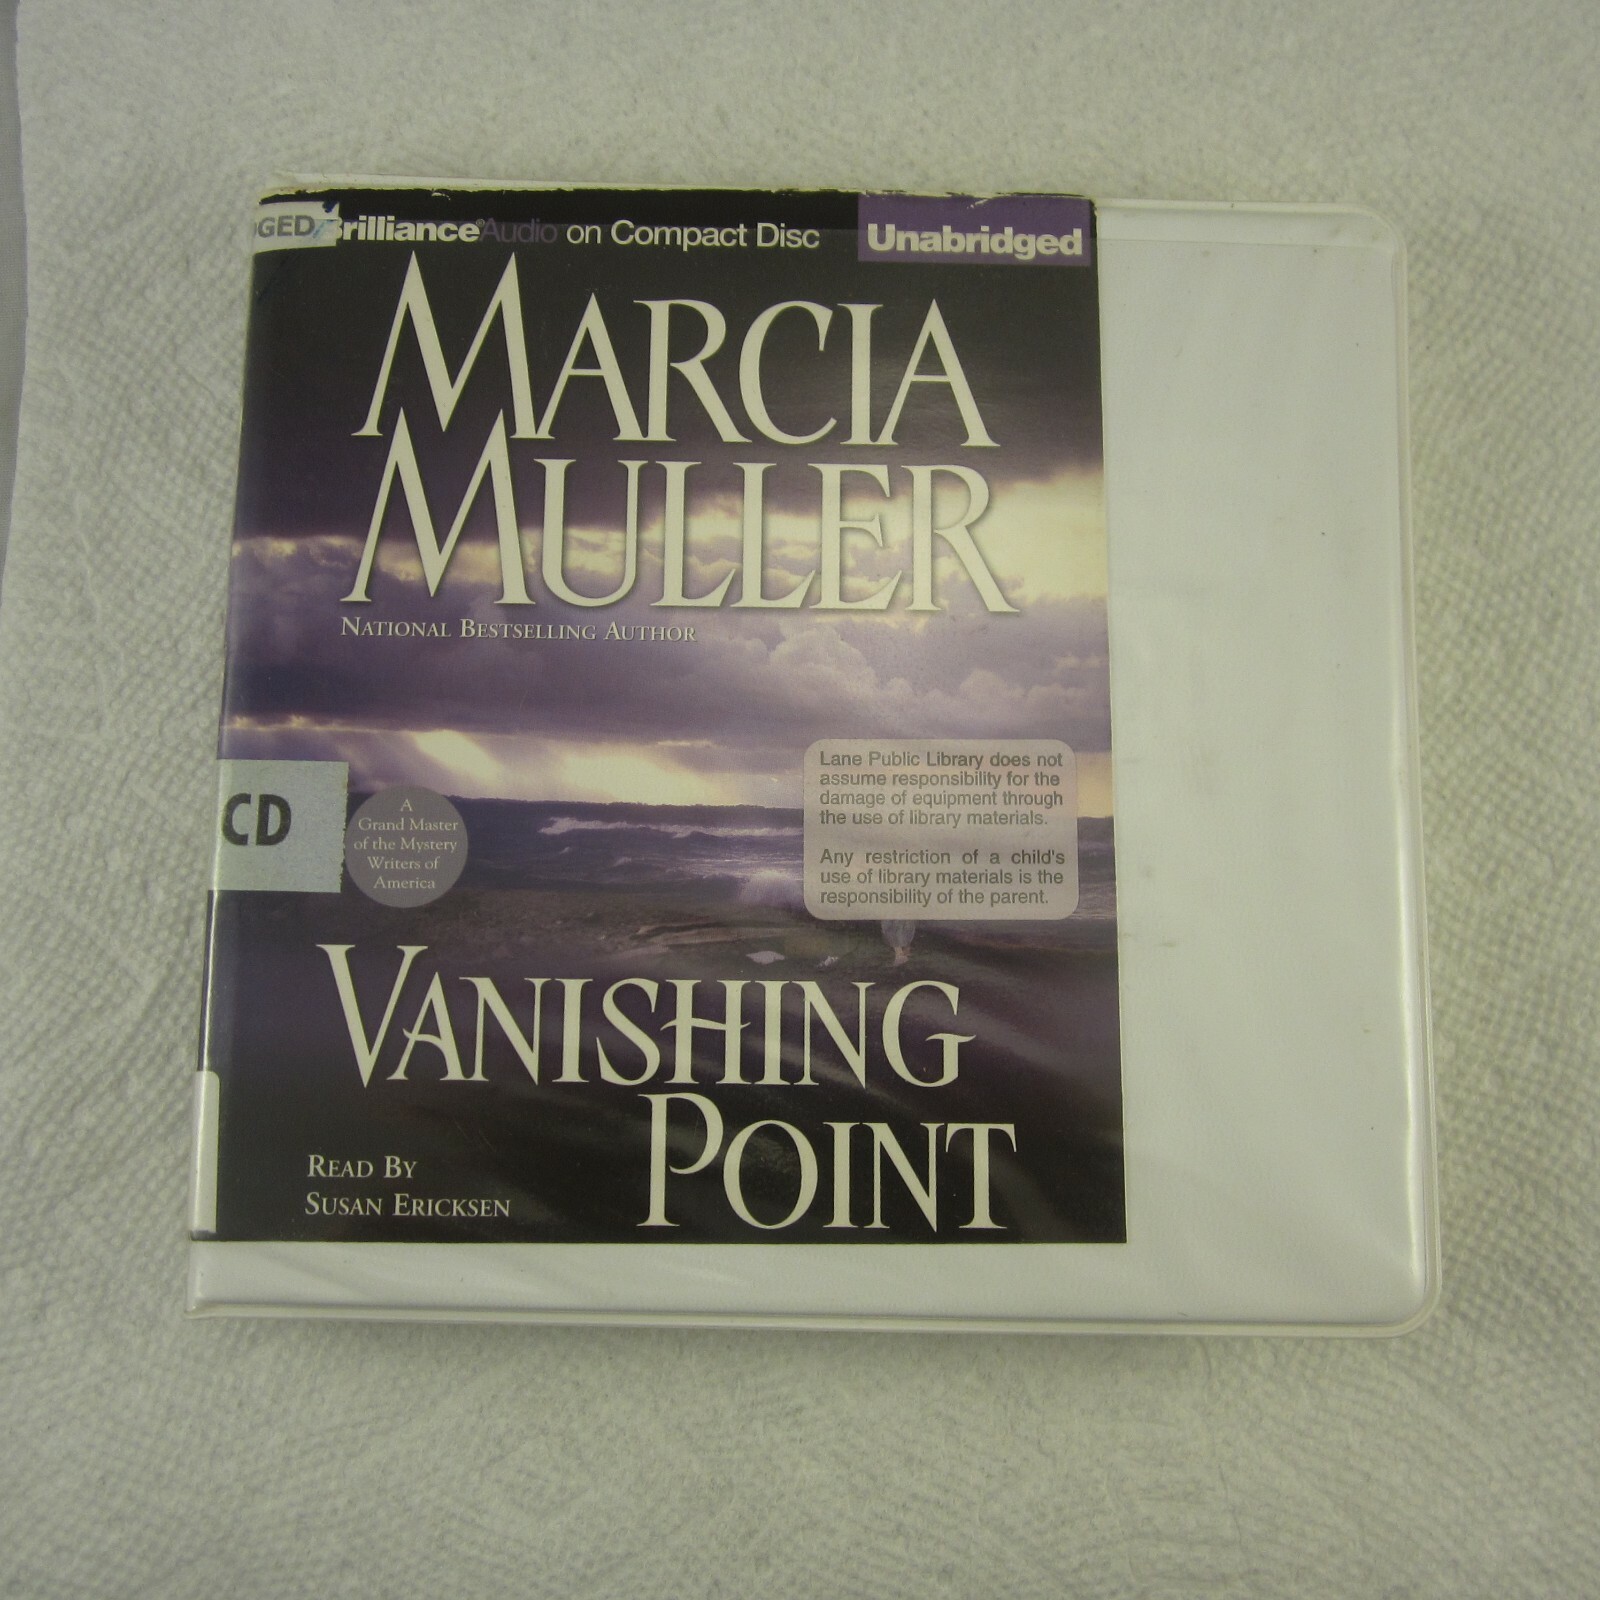 Brilliance® Audio on Compact Disc
Unabridged
MARCIA
MULLER
NATIONAL BESTSELLING AUTHOR
Lane Public Library does not
assume responsibility for the
damage of equipment through
the use of library materials.
Any restriction of a child's
use of library materials is the
responsibility of the parent.
CD
A
Grand Master
of the Mystery
Writers of
America
VANISHING
POINT
READ BY
SUSAN ERICKSEN